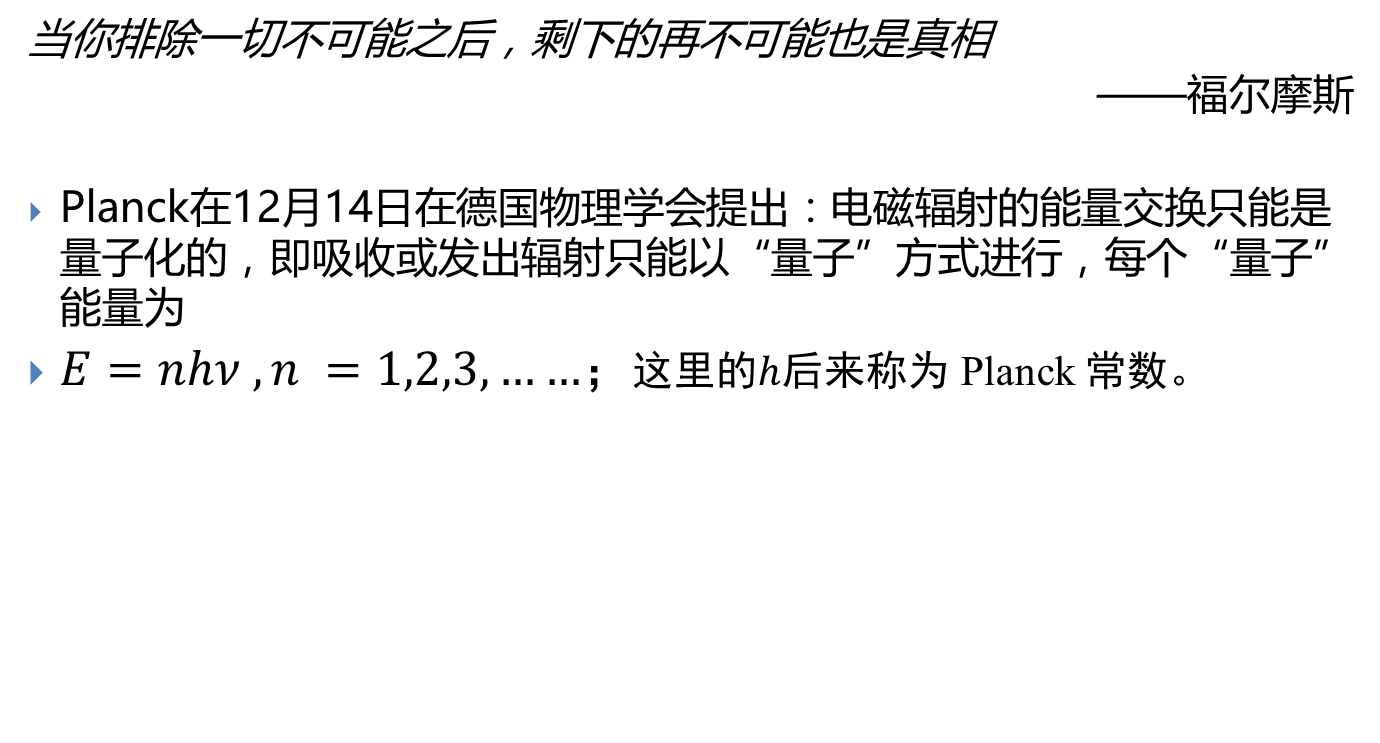 当你排除一切不可能之后，剩下的再不可能也是真相
——福尔摩斯
Planck在12月14日在德国物理学会提出：电磁辐射的能量交换只能是
量子化的，即吸收或发出辐射只能以“量子”方式进行，每个“量子”
能量为
E = nhν , n = 1,2,3, … …；这里的h后来称为 Planck 常数。